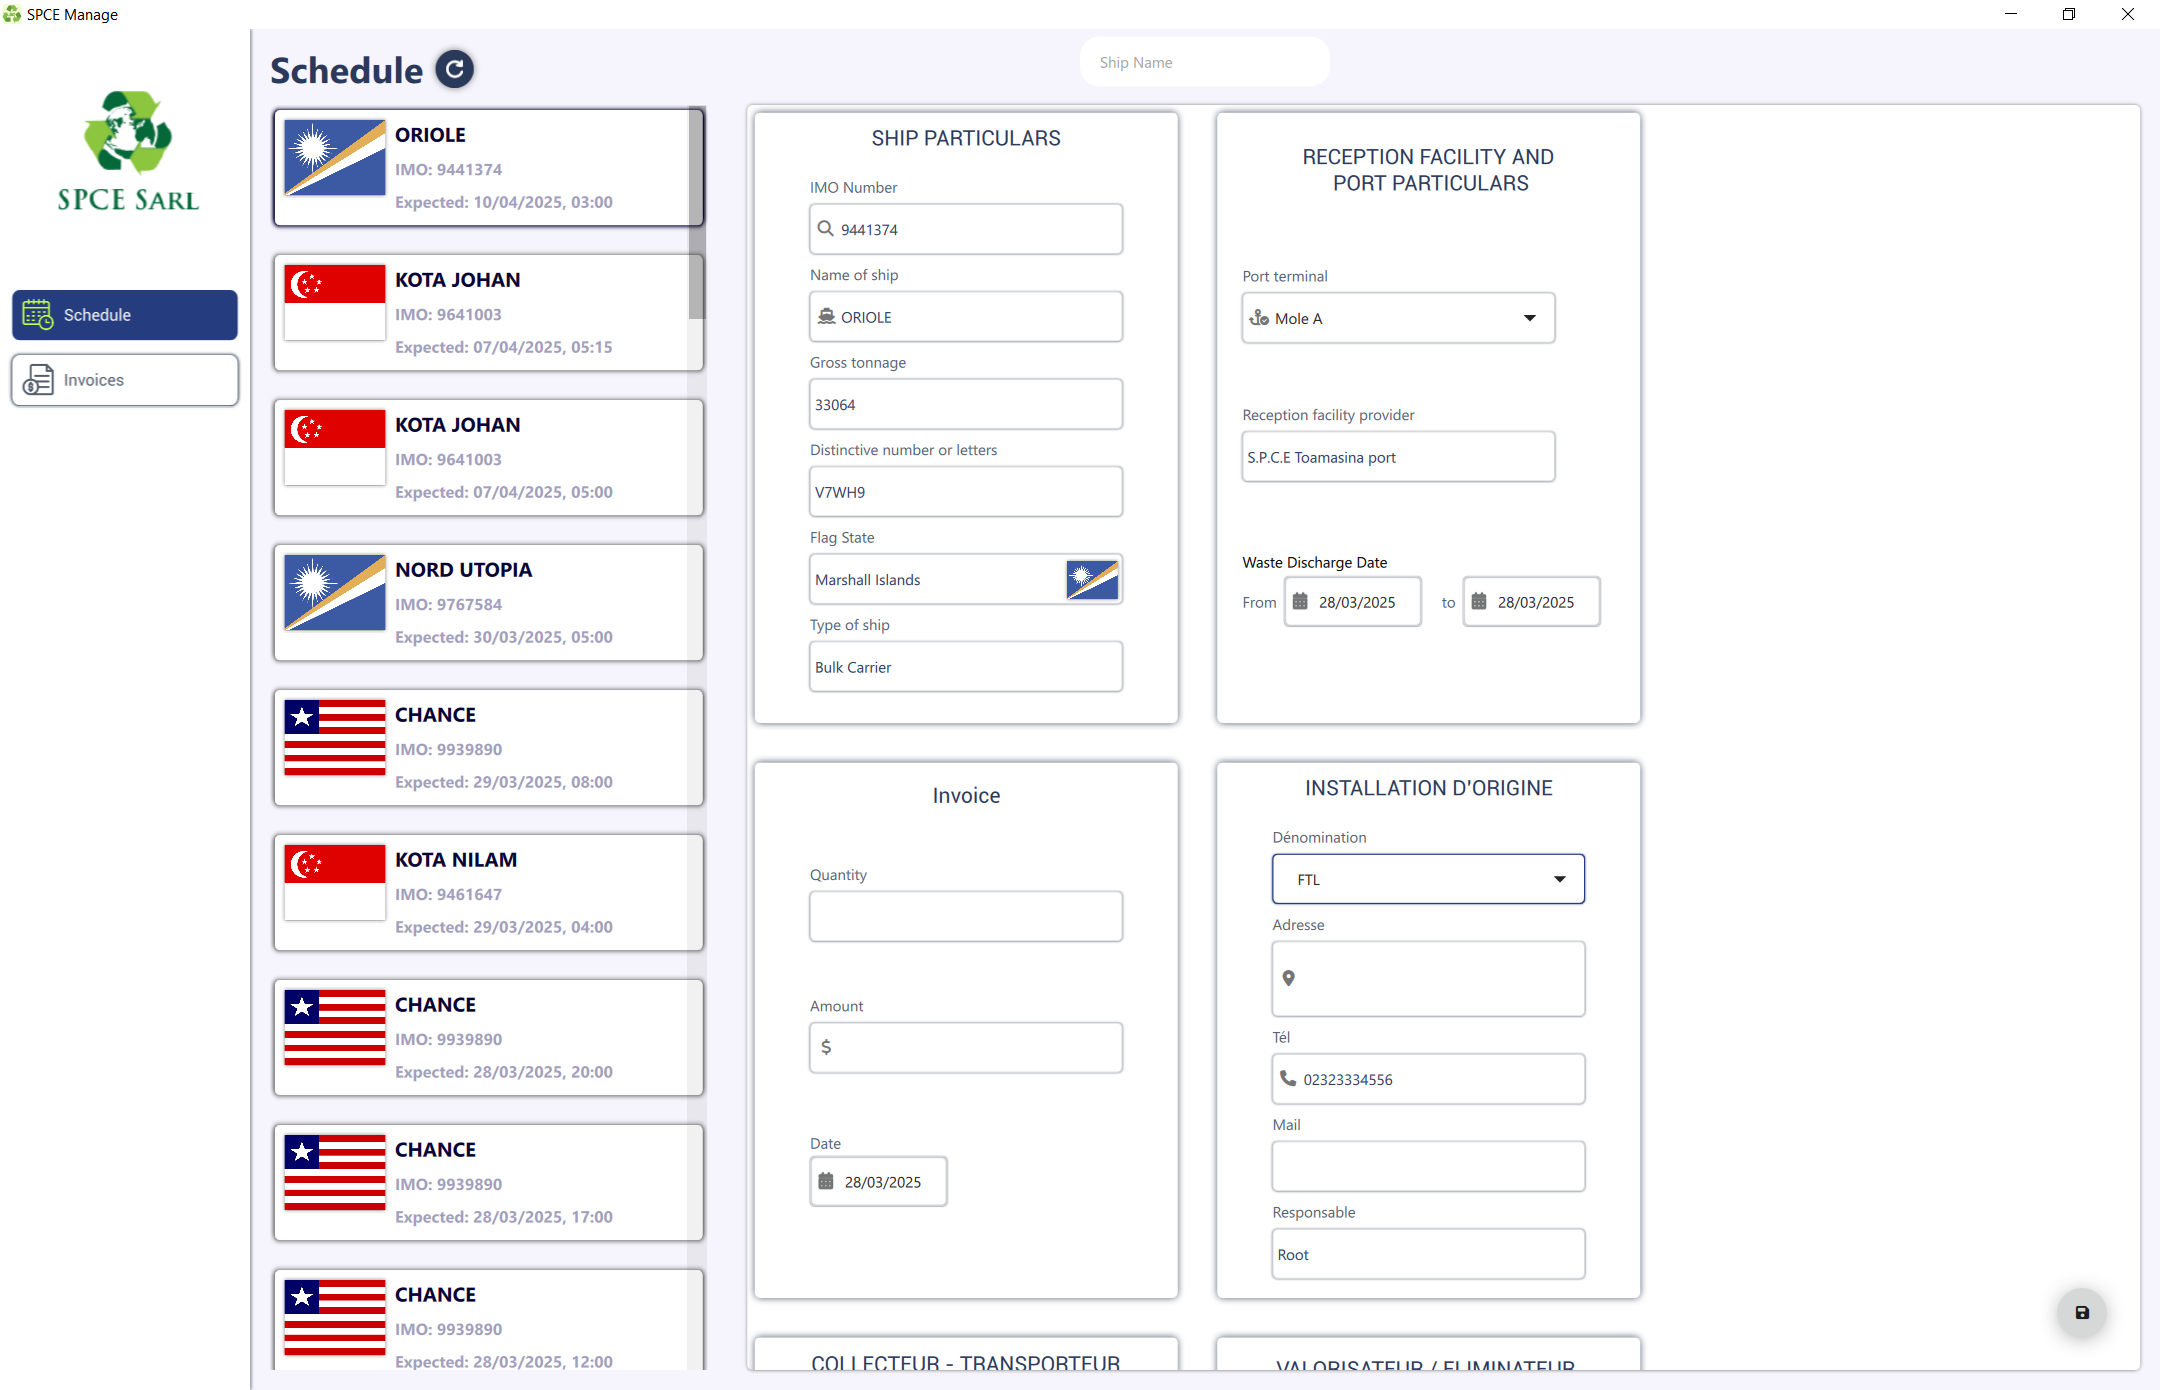 SPCE Manage
SPCE SARL
Schedule
Invoices
Schedule
Ship Name
ORIOLE
IMO: 9441374
Expected: 10/04/2025, 03:00
KOTA JOHAN
IMO: 9641003
Expected: 07/04/2025, 05:15
KOTA JOHAN
IMO: 9641003
Expected: 07/04/2025, 05:00
NORD UTOPIA
IMO: 9767584
Expected: 30/03/2025, 05:00
CHANCE
IMO: 9939890
Expected: 29/03/2025, 08:00
KOTA NILAM
IMO: 9461647
Expected: 29/03/2025, 04:00
CHANCE
IMO: 9939890
Expected: 28/03/2025, 20:00
CHANCE
IMO: 9939890
Expected: 28/03/2025, 17:00
CHANCE
IMO: 9939890
Expected: 28/03/2025, 12:00
SHIP PARTICULARS
IMO Number
9441374
Name of ship
ORIOLE
Gross tonnage
33064
Distinctive number or letters
V7WH9
Flag State
Marshall Islands
Type of ship
Bulk Carrier
RECEPTION FACILITY AND
PORT PARTICULARS
Port terminal
Mole A
Reception facility provider
S.P.C.E Toamasina port
Waste Discharge Date
From 28/03/2025 to 28/03/2025
Invoice
Quantity
Amount
$
Date
28/03/2025
INSTALLATION D'ORIGINE
Dénomination
FTL
Adresse
Tél
02323334556
Mail
Responsable
Root
COLLECTEUR - TRANSPORTEUR
VALORISATEUR / ELIMINATEUR